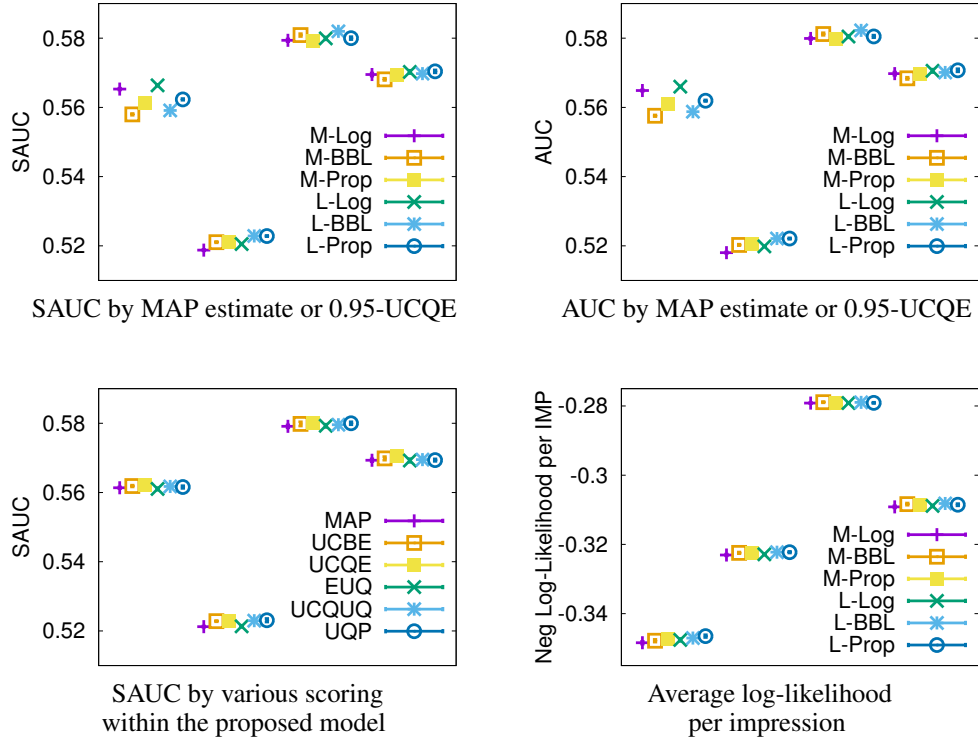 0.58
0.56
0.54
0.52
SAUC
M-Log
M-BBL
M-Prop
L-Log
L-BBL
L-Prop
SAUC by MAP estimate or 0.95-UCQE
0.58
0.56
0.54
0.52
AUC
M-Log
M-BBL
M-Prop
L-Log
L-BBL
L-Prop
AUC by MAP estimate or 0.95-UCQE
0.58
0.56
0.54
0.52
SAUC
MAP
UCBE
UCQE
EUQ
UCQUQ
UQP
SAUC by various scoring
within the proposed model
-0.28
-0.3
-0.32
-0.34
Neg Log-Likelihood per IMP
M-Log
M-BBL
M-Prop
L-Log
L-BBL
L-Prop
Average log-likelihood
per impression